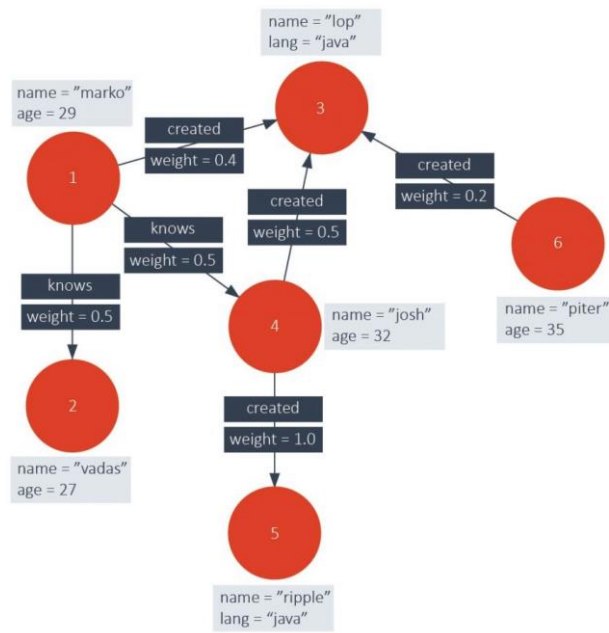 name = ”lop”
lang = “java”
name = ”marko”
age = 29
3
created
weight = 0.4
1
created
weight = 0.2
created
weight = 0.5
knows
weight = 0.5
6
knows
weight = 0.5
4
name = ”josh”
age = 32
name = ”piter”
age = 35
2
created
weight = 1.0
name = ”vadas”
age = 27
5
name = ”ripple”
lang = “java”